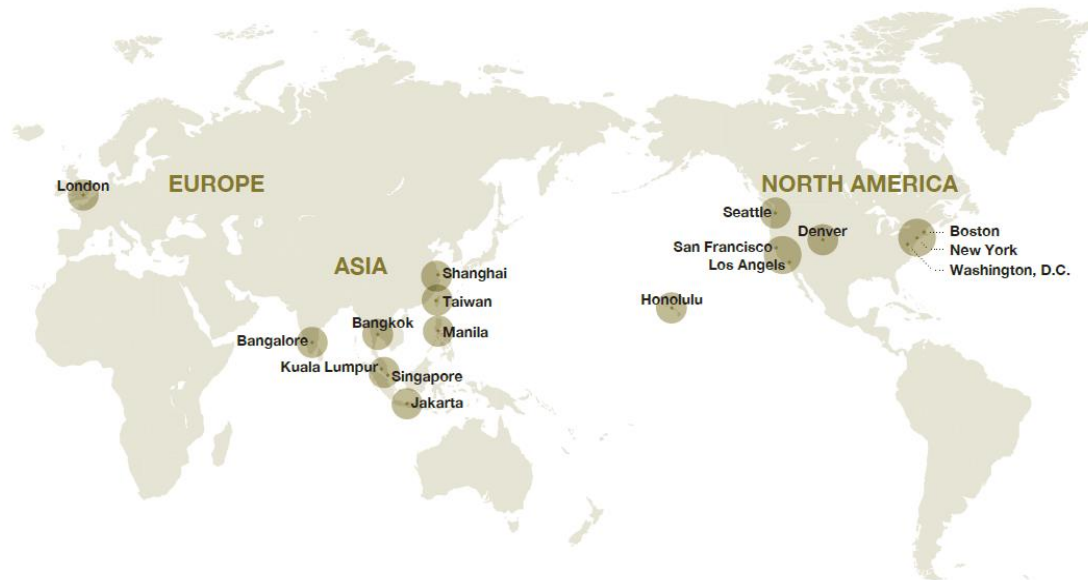 London
EUROPE
ASIA
Shanghai
Taiwan
Bangkok
Manila
Bangalore
Kuala Lumpur
Singapore
Jakarta
NORTH AMERICA
Seattle
Denver
San Francisco
Los Angels
Honolulu
Boston
New York
Washington, D.C.